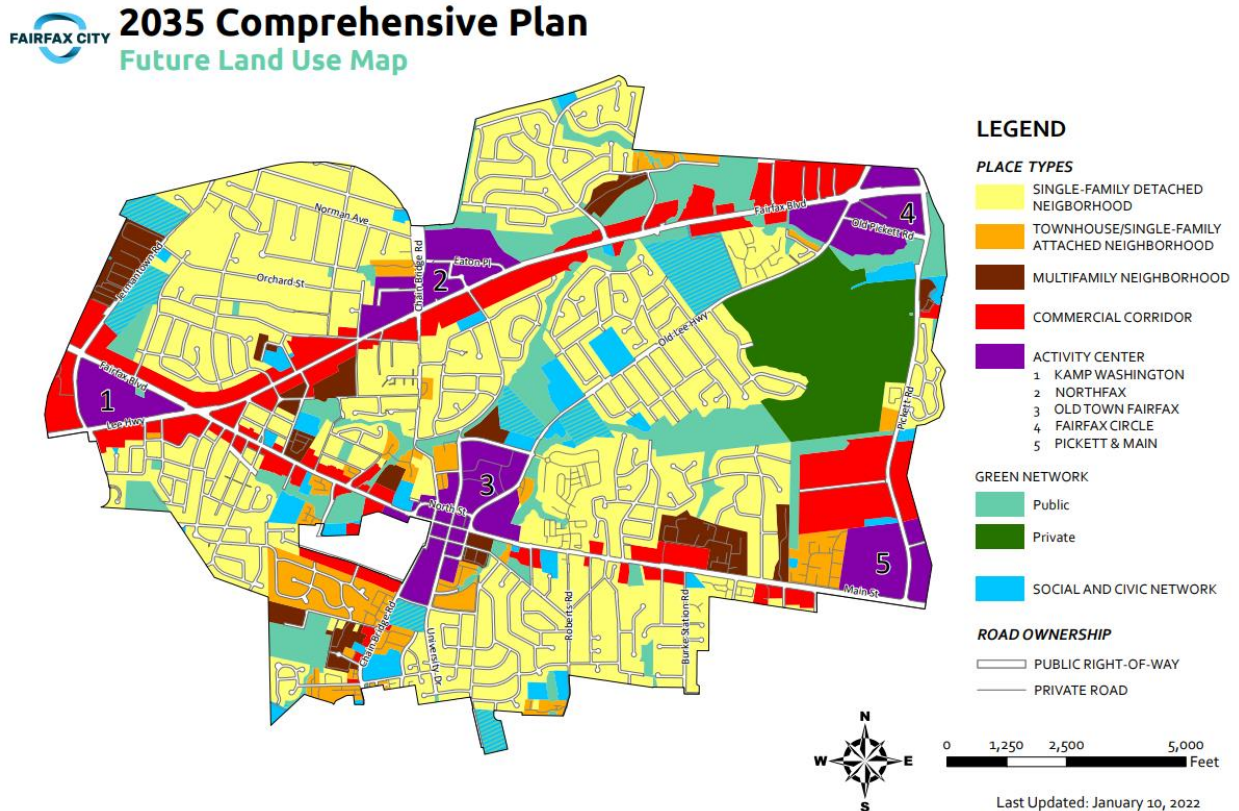 FAIRFAX CITY
2035 Comprehensive Plan
Future Land Use Map
LEGEND
PLACE TYPES
SINGLE-FAMILY DETACHED
NEIGBORHOOD
TOWNHOUSE/SINGLE-FAMILY
ATTACHED NEIGHBORHOOD
MULTIFAMILY NEIGHBORHOOD
COMMERCIAL CORRIDOR
ACTIVITY CENTER
1 KAMP WASHINGTON
2 NORTHFAX
3 OLD TOWN FAIRFAX
4 FAIRFAX CIRCLE
5 PICKETT & MAIN
GREEN NETWORK
Public
Private
SOCIAL AND CIVIC NETWORK
ROAD OWNERSHIP
PUBLIC RIGHT-OF-WAY
PRIVATE ROAD
Norman Ave
Fairfax Blvd
4
Old Pickett Rd
Jermantown Rd
Orchard St
Chain Bridge Rd
Eaton Pl
2
Old Lee Hwy
Fairfax Blvd
1
Lee Hwy
Pickett Rd
3
North St
5
Main St
Chain Bridge Rd
University Dr
Roberts Rd
Burke Station Rd
N
W
E
S
0 1,250 2,500 5,000
Feet
Last Updated: January 10, 2022